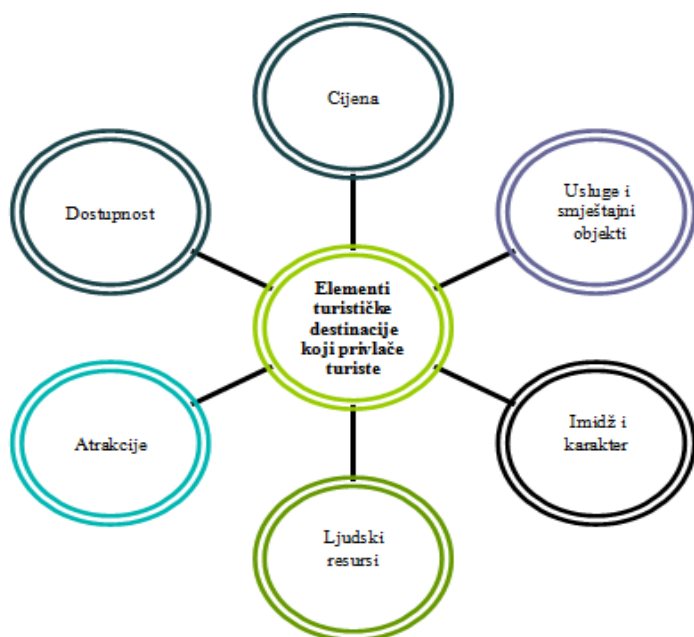 Cijena
Dostupnost
Usluge i
smještajni
objekti
Elementi
turističke
destinacije
koji privlače
turiste
Atrakcije
Imidž i
karakter
Ljudski
resursi